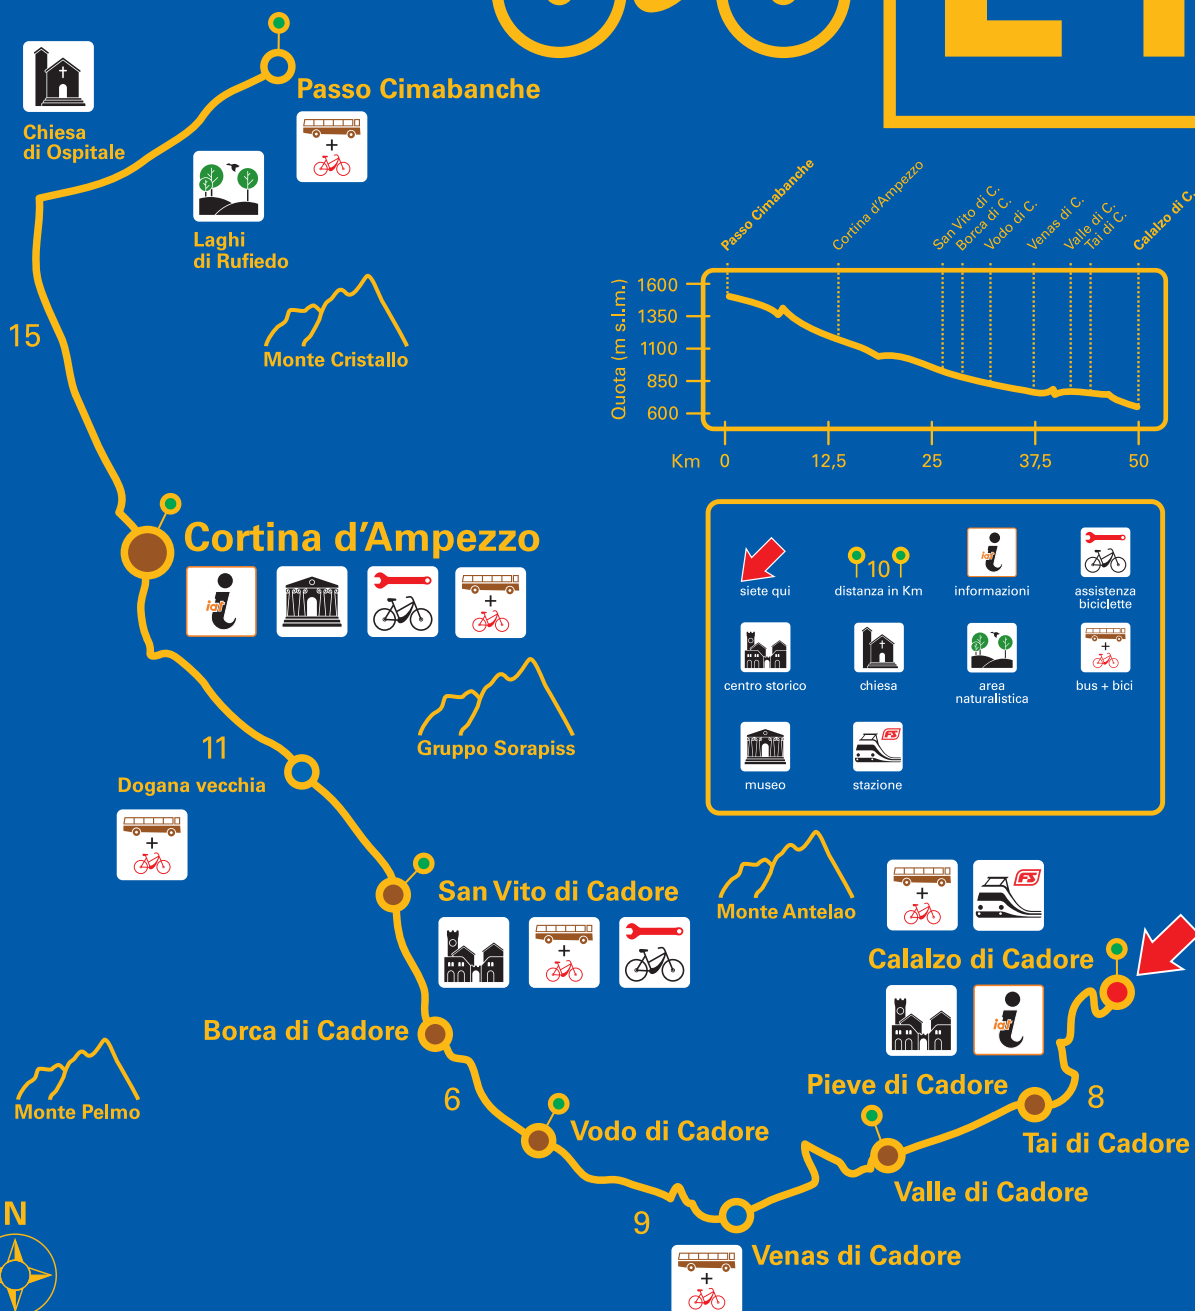 Passo Cimabanche
Chiesa
di Ospitale
Laghi
di Rufiedo
Monte Cristallo
15
Passo Cimabanche
Cortina d'Ampezzo
San Vito di C.
Borca di C.
Vodo di C.
Venas di C.
Valle di C.
Tai di C.
Calalzo di C.
Quota (m s.l.m.)
1600
1350
1100
850
600
Km 0 12,5 25 37,5 50
Cortina d'Ampezzo
iat
Gruppo Sorapiss
11
Dogana vecchia
siete qui
10
distanza in Km
iat
informazioni
assistenza
biciclette
centro storico
chiesa
area
naturalistica
bus + bici
museo
FS
stazione
San Vito di Cadore
Monte Antelao
FS
Calalzo di Cadore
iat
Borca di Cadore
Pieve di Cadore
Monte Pelmo
6
8
Vodo di Cadore
Tai di Cadore
Valle di Cadore
9
Venas di Cadore
N